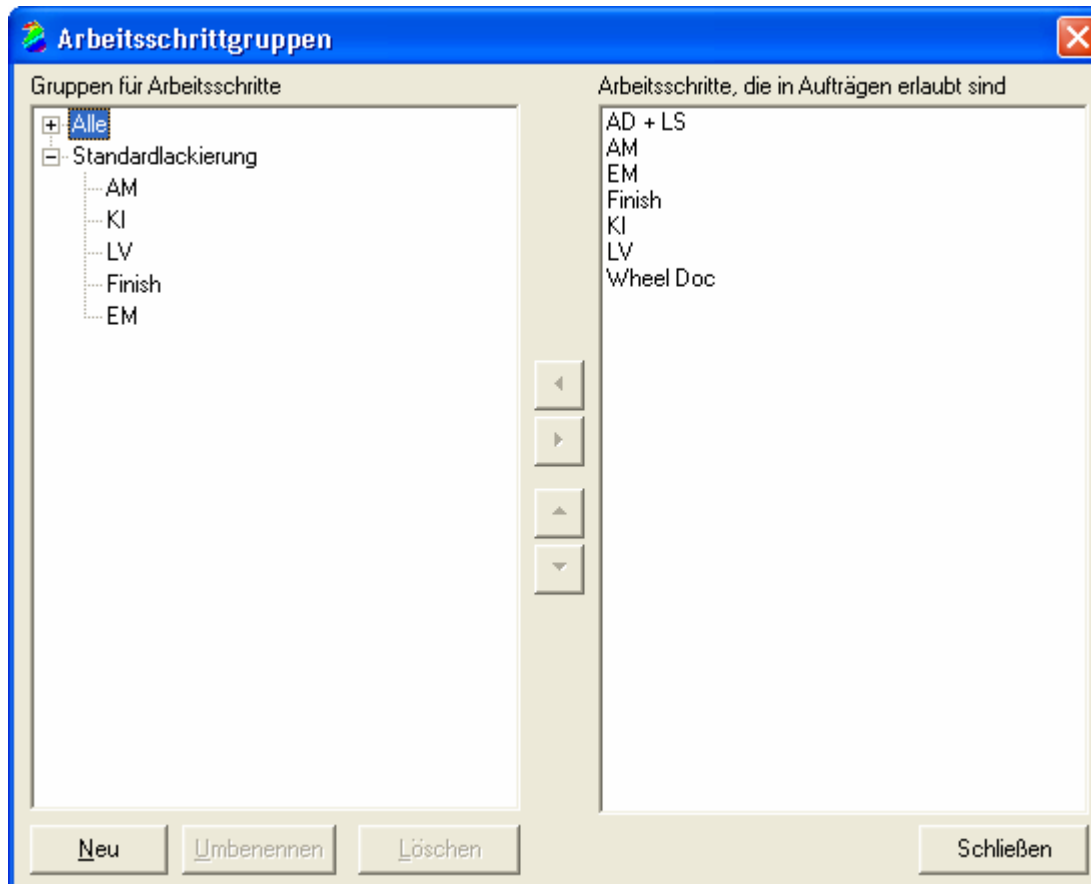 Arbeitsschrittgruppen
Gruppen für Arbeitsschritte
Alle
Standardlackierung
AM
KI
LV
Finish
EM
Arbeitsschritte, die in Aufträgen erlaubt sind
AD + LS
AM
EM
Finish
KI
LV
Wheel Doc
Neu
Umbenennen
Löschen
Schließen